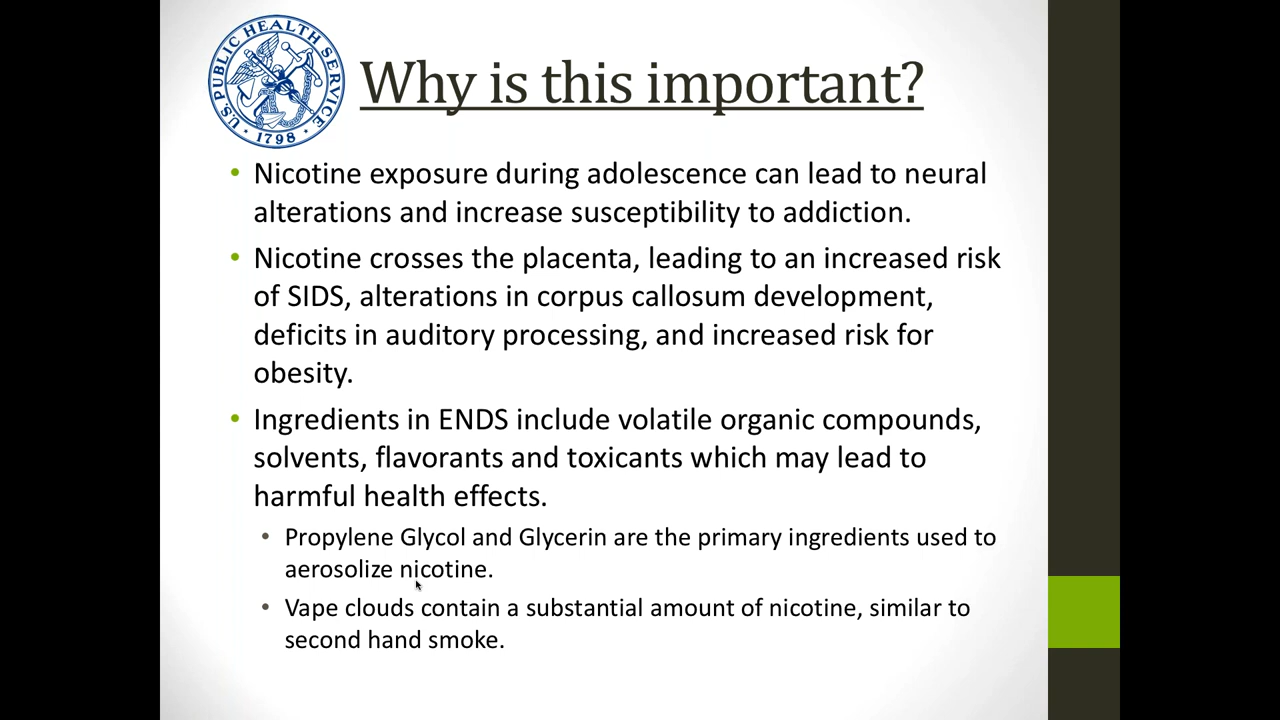 U.S. PUBLIC HEALTH SERVICE
• 1798 •
Why is this important?
• Nicotine exposure during adolescence can lead to neural
alterations and increase susceptibility to addiction.
• Nicotine crosses the placenta, leading to an increased risk
of SIDS, alterations in corpus callosum development,
deficits in auditory processing, and increased risk for
obesity.
• Ingredients in ENDS include volatile organic compounds,
solvents, flavorants and toxicants which may lead to
harmful health effects.
• Propylene Glycol and Glycerin are the primary ingredients used to
aerosolize nicotine.
• Vape clouds contain a substantial amount of nicotine, similar to
second hand smoke.